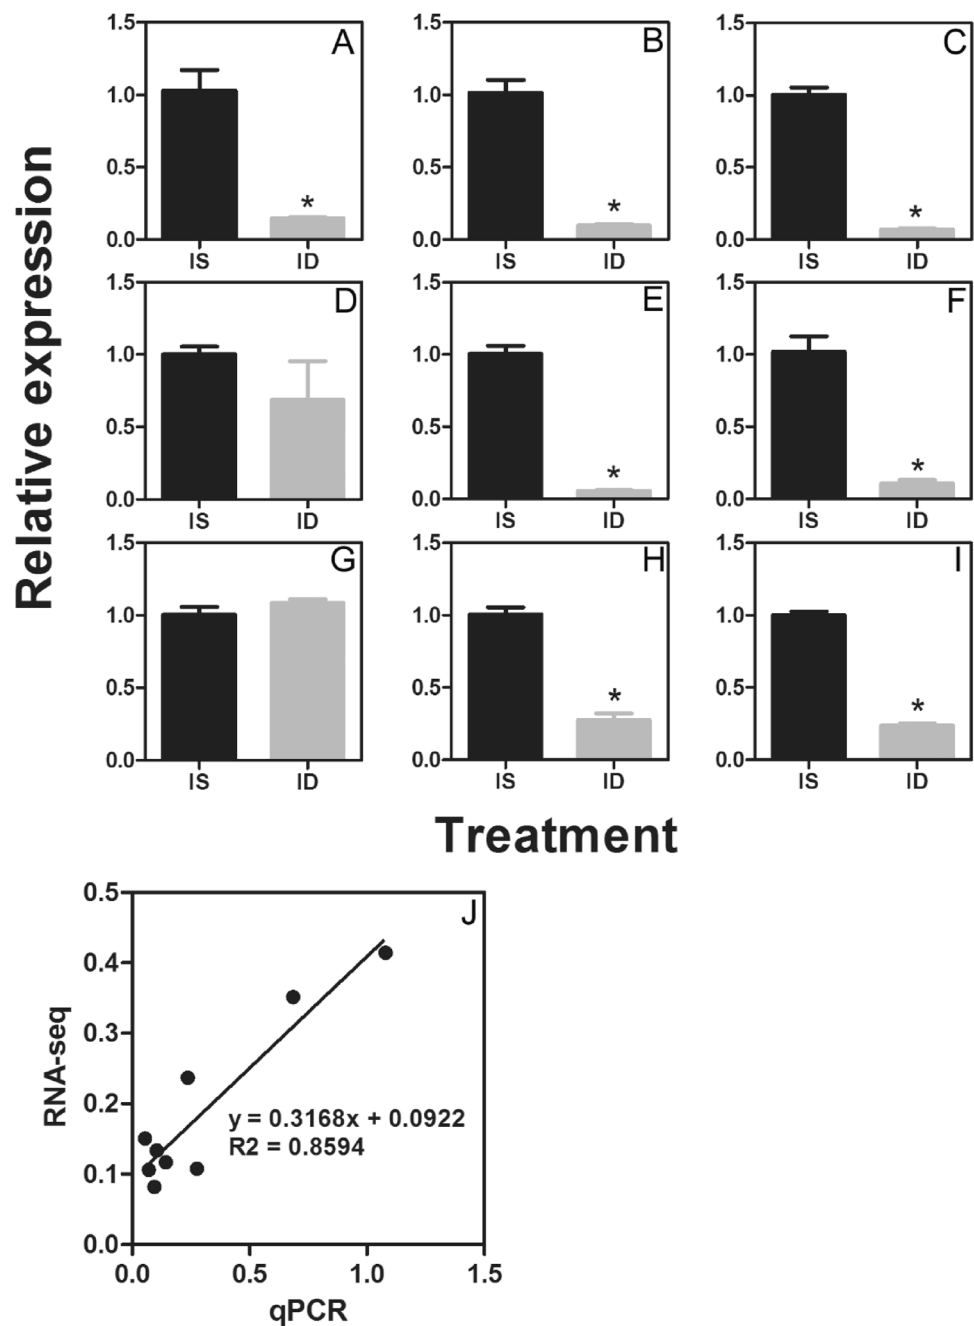 Relative expression
1.5
1.0
0.5
0.0
A
*
IS
ID
1.5
1.0
0.5
0.0
B
*
IS
ID
1.5
1.0
0.5
0.0
C
*
IS
ID
1.5
1.0
0.5
0.0
D
IS
ID
1.5
1.0
0.5
0.0
E
*
IS
ID
1.5
1.0
0.5
0.0
F
*
IS
ID
1.5
1.0
0.5
0.0
G
IS
ID
1.5
1.0
0.5
0.0
H
*
IS
ID
1.5
1.0
0.5
0.0
I
*
IS
ID
Treatment
RNA-seq
0.5
0.4
0.3
0.2
0.1
0.0
J
y = 0.3168x + 0.0922
R2 = 0.8594
0.0
0.5
1.0
1.5
qPCR